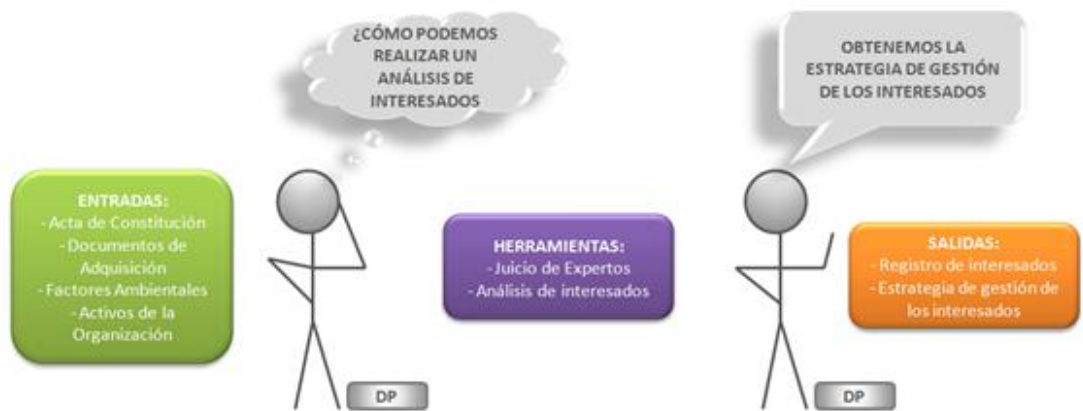 ¿CÓMO PODEMOS
REALIZAR UN
ANÁLISIS DE
INTERESADOS
OBTENEMOS LA
ESTRATEGIA DE GESTIÓN
DE LOS INTERESADOS
ENTRADAS:
- Acta de Constitución
- Documentos de
Adquisición
- Factores Ambientales
- Activos de la
Organización
HERRAMIENTAS:
- Juicio de Expertos
- Análisis de interesados
SALIDAS:
- Registro de interesados
- Estrategia de gestión de
los interesados
DP
DP